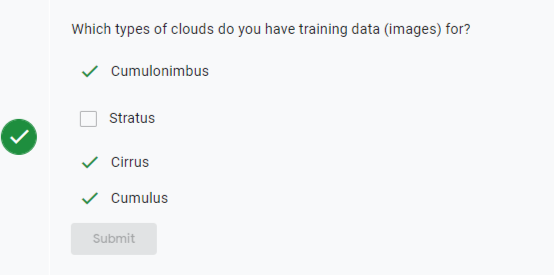 Which types of clouds do you have training data (images) for?
Cumulonimbus
Stratus
Cirrus
Cumulus
Submit